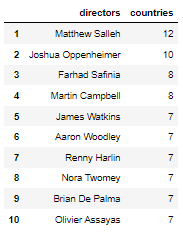 directors countries
1 Matthew Salleh 12
2 Joshua Oppenheimer 10
3 Farhad Safinia 8
4 Martin Campbell 8
5 James Watkins 7
6 Aaron Woodley 7
7 Renny Harlin 7
8 Nora Twomey 7
9 Brian De Palma 7
10 Olivier Assayas 7